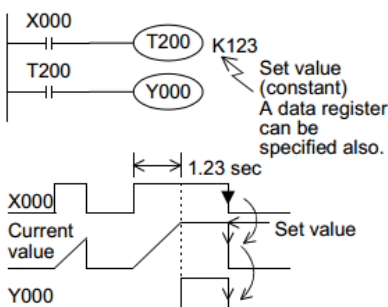 X000
T200 K123
T200
Y000
Set value
(constant)
A data register
can be
specified also.
1.23 sec
X000
Current
value
Set value
Y000